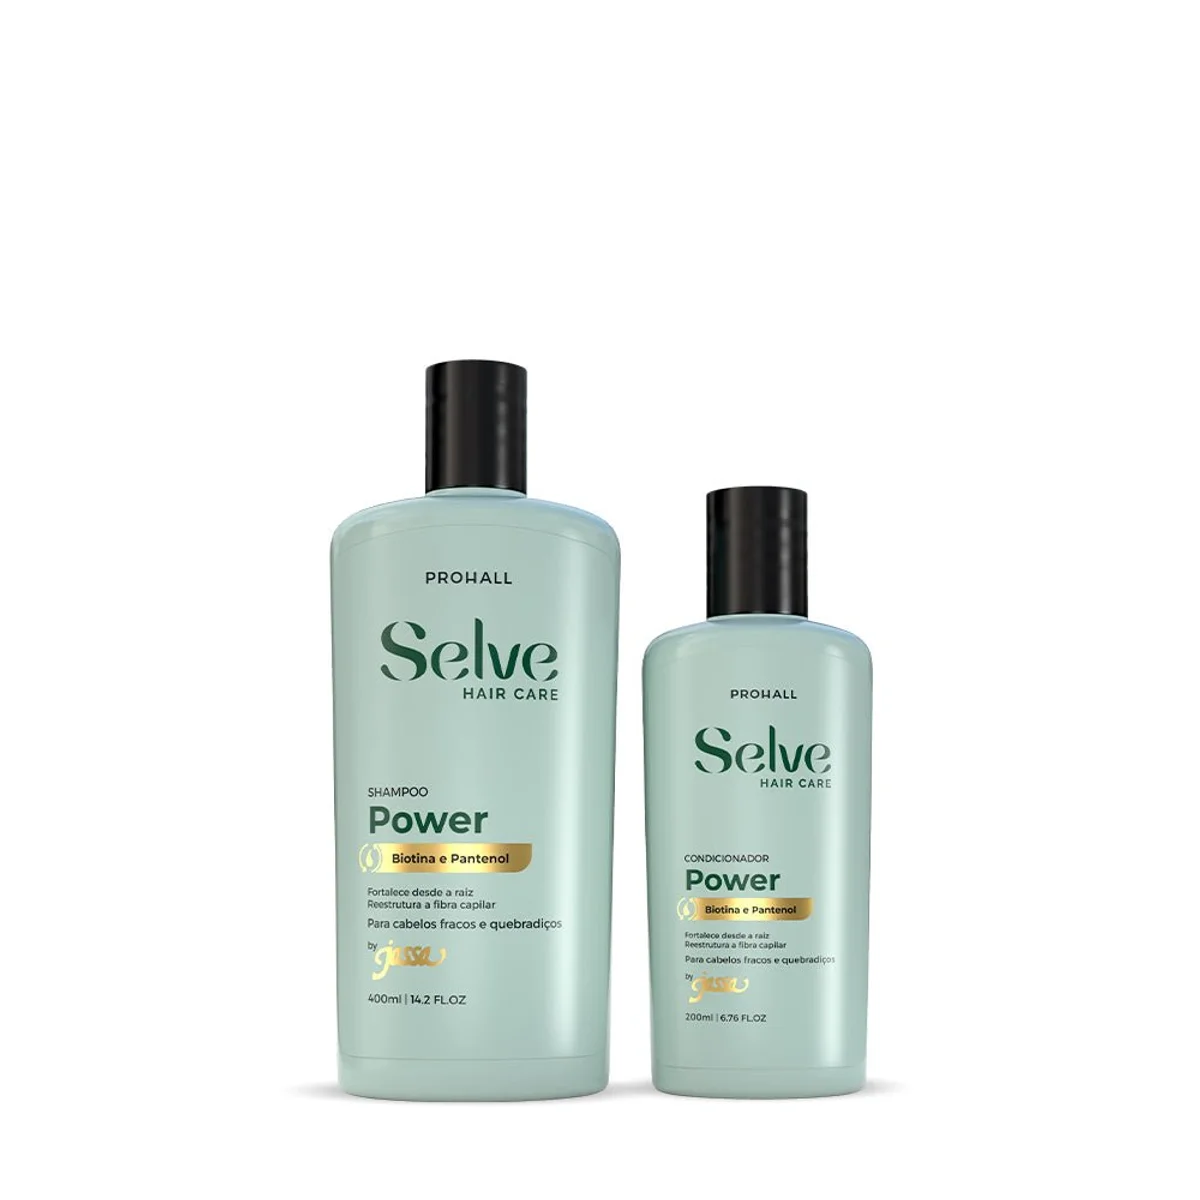 PROHALL
Selve
HAIR CARE
SHAMPOO
Power
Biotina e Pantenol
Fortalece desde a raiz
Reestrutura a fibra capilar
Para cabelos fracos e quebradiços
by jassa
400ml | 14.2 FL.OZ
PROHALL
Selve
HAIR CARE
CONDICIONADOR
Power
Biotina e Pantenol
Fortalece desde a raiz
Reestrutura a fibra capilar
Para cabelos fracos e quebradiços
by jassa
200ml | 6.76 FL.OZ